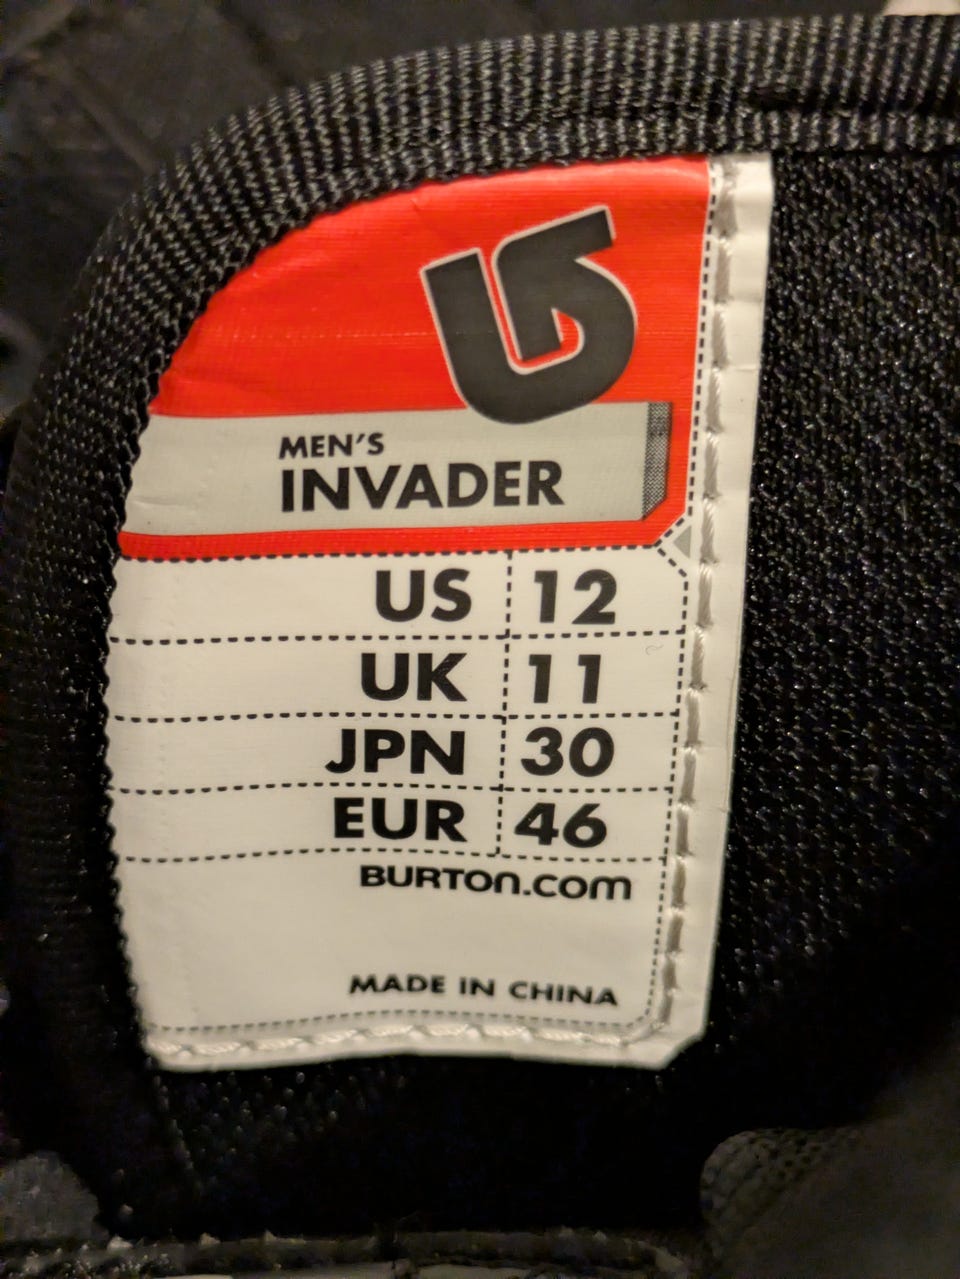 MEN'S
INVADER
US 12
UK 11
JPN 30
EUR 46
BURTON.COM
MADE IN CHINA